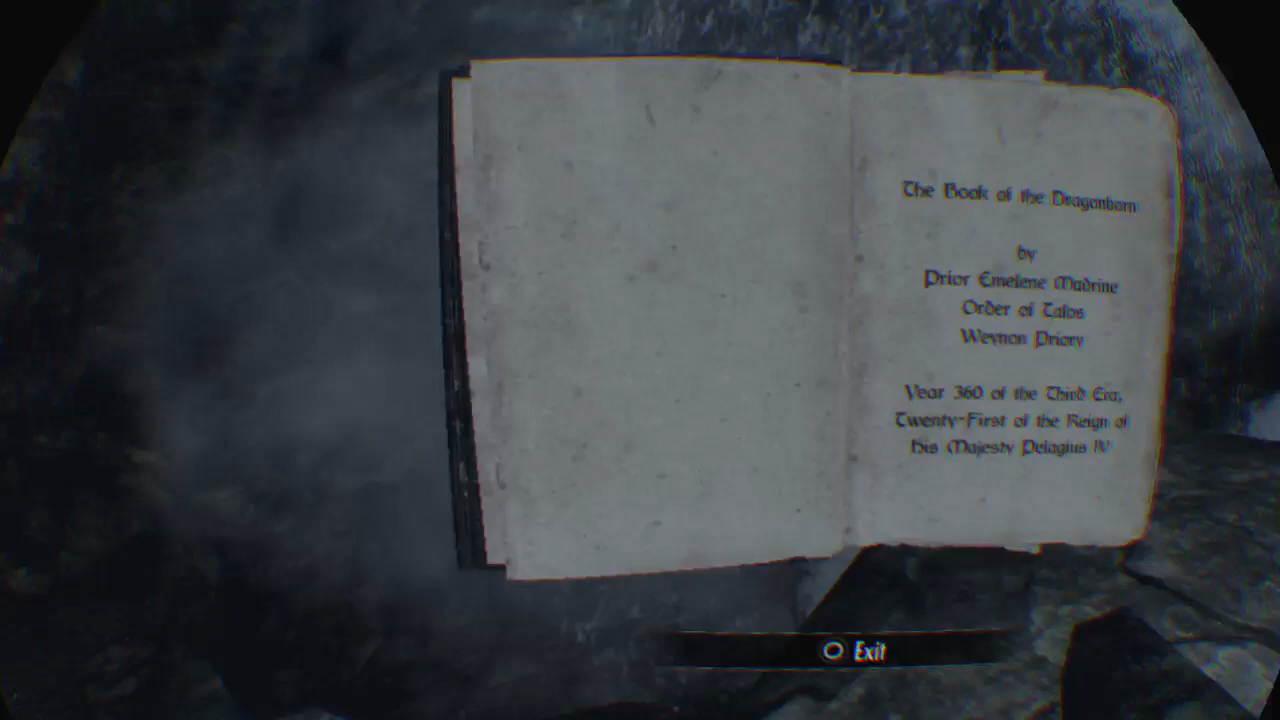 The Book of the Dragonborn
by
Prior Emelene Madrine
Order of Talos
Weynon Priory
Year 360 of the Third Era,
Twenty-First of the Reign of
His Majesty Pelagius IV
Exit